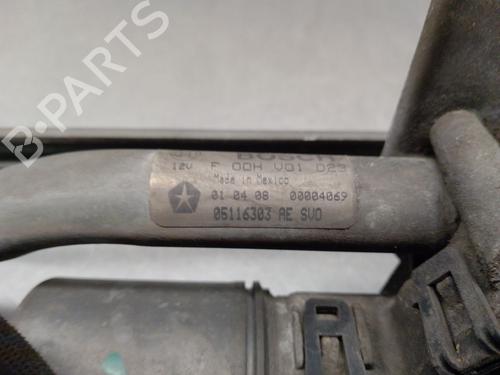 B-PARTS
BOSCH
12V F 00H V01 D23
Made in Mexico
01 04 08 00004069
05116303 AE SVO